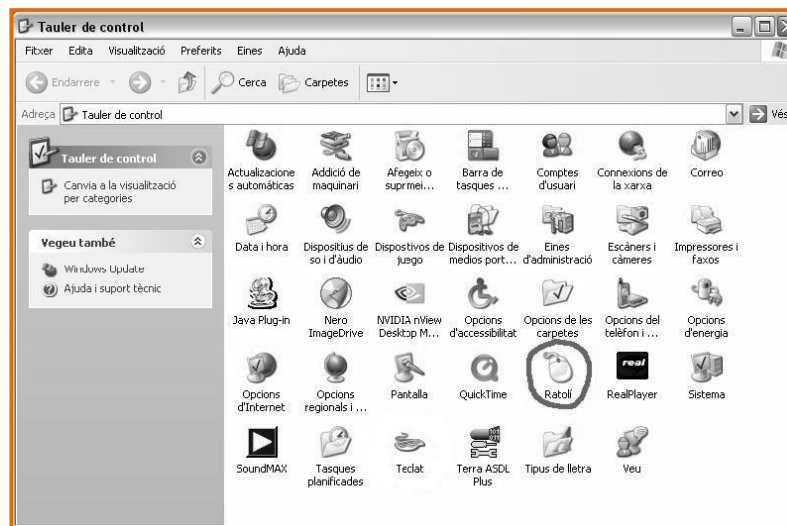 Tauler de control
Fitxer Edita Visualització Preferits Eines Ajuda
Endarrere Cerca Carpetes
Adreça Tauler de control Vés
Tauler de control
Canvia a la visualització
per categories
Vegeu també
Windows Update
Ajuda i suport tècnic
Actualizacione
s automáticas
Addició de
maquinari
Afegeix o
suprimei...
Barra de
tasques ...
Comptes
d'usuari
Connexions de
la xarxa
Correo
Data i hora
Dispositius de
so i d'àudio
Dispostivos de
juego
Dispositivos de
medios port...
Eines
d'administració
Escàners i
càmeres
Impressores i
faxos
Java Plug-in
Nero
ImageDrive
NVIDIA nView
Desktop M...
Opcions
d'accessibilitat
Opcions de les
carpetes
Opcions del
telèfon i ...
Opcions
d'energia
Opcions
d'Internet
Opcions
regionals i ...
Pantalla
QuickTime
Ratolí
real
RealPlayer
Sistema
SoundMAX
Tasques
planificades
Teclat
Terra ASDL
Plus
Tipus de lletra
Veu